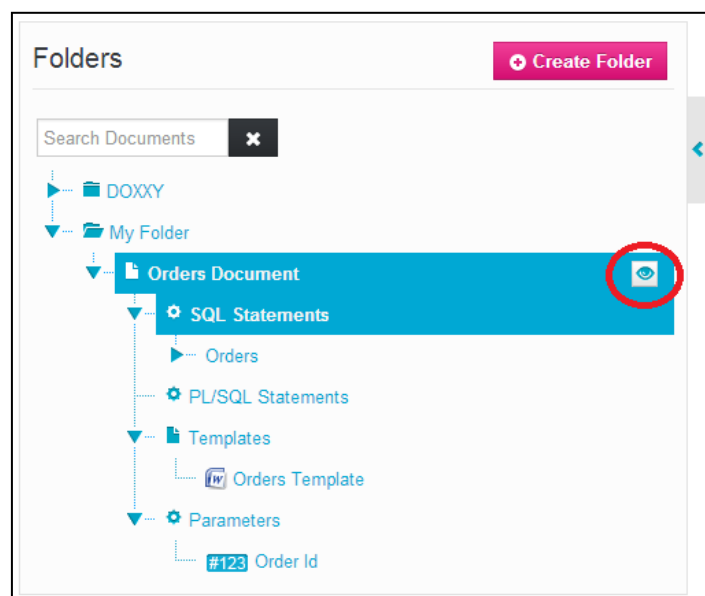 Folders
Create Folder
Search Documents
DOXXY
My Folder
Orders Document
SQL Statements
Orders
PL/SQL Statements
Templates
Orders Template
Parameters
#123 Order Id